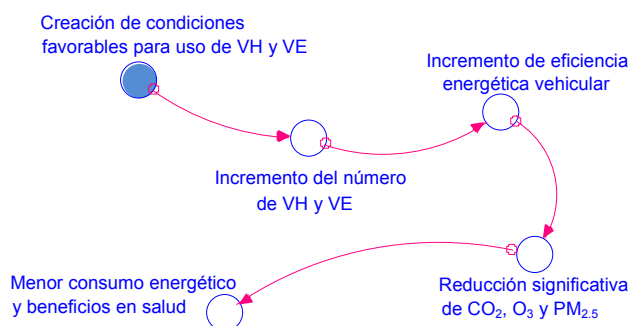 Creación de condiciones
favorables para uso de VH y VE
Incremento de eficiencia
energética vehicular
Incremento del número
de VH y VE
Menor consumo energético
y beneficios en salud
Reducción significativa
de CO₂, O₃ y PM₂.₅